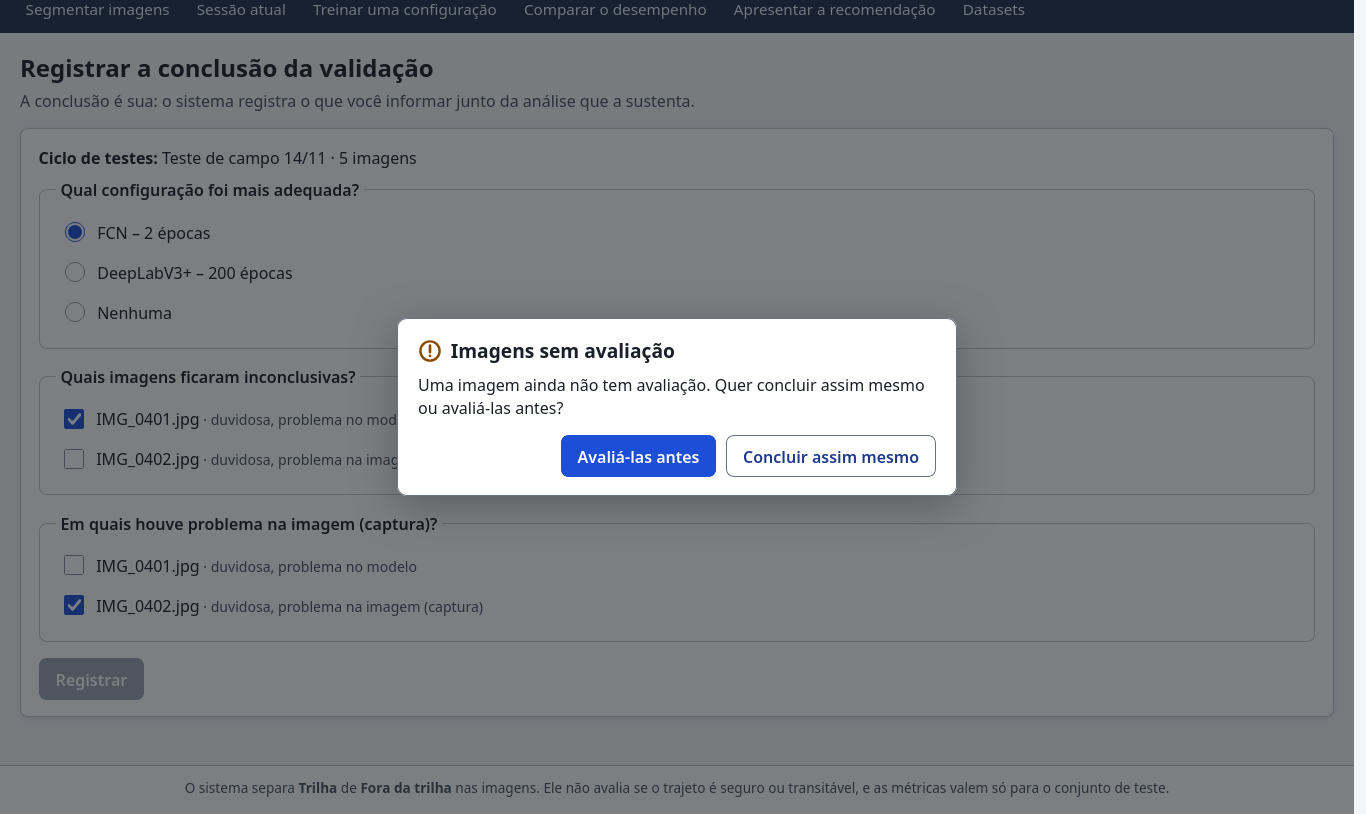 Segmentar imagens Sessão atual Treinar uma configuração Comparar o desempenho Apresentar a recomendação Datasets
Registrar a conclusão da validação
A conclusão é sua: o sistema registra o que você informar junto da análise que a sustenta.
Ciclo de testes: Teste de campo 14/11 · 5 imagens
Qual configuração foi mais adequada?
FCN – 2 épocas
DeepLabV3+ – 200 épocas
Nenhuma
Imagens sem avaliação
Uma imagem ainda não tem avaliação. Quer concluir assim mesmo
ou avaliá-las antes?
Avaliá-las antes Concluir assim mesmo
Quais imagens ficaram inconclusivas?
IMG_0401.jpg · duvidosa, problema no mod
IMG_0402.jpg · duvidosa, problema na imag
Em quais houve problema na imagem (captura)?
IMG_0401.jpg · duvidosa, problema no modelo
IMG_0402.jpg · duvidosa, problema na imagem (captura)
Registrar
O sistema separa Trilha de Fora da trilha nas imagens. Ele não avalia se o trajeto é seguro ou transitável, e as métricas valem só para o conjunto de teste.